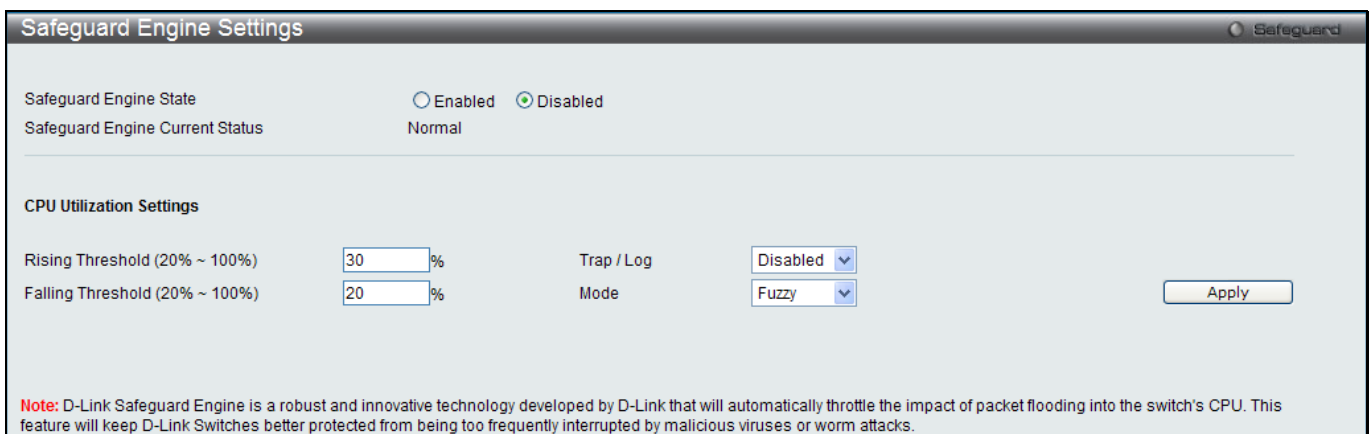 Safeguard Engine Settings
Safeguard
Safeguard Engine State Enabled Disabled
Safeguard Engine Current Status Normal
CPU Utilization Settings
Rising Threshold (20% ~ 100%) 30 % Trap / Log Disabled
Falling Threshold (20% ~ 100%) 20 % Mode Fuzzy Apply
Note: D-Link Safeguard Engine is a robust and innovative technology developed by D-Link that will automatically throttle the impact of packet flooding into the switch's CPU. This
feature will keep D-Link Switches better protected from being too frequently interrupted by malicious viruses or worm attacks.